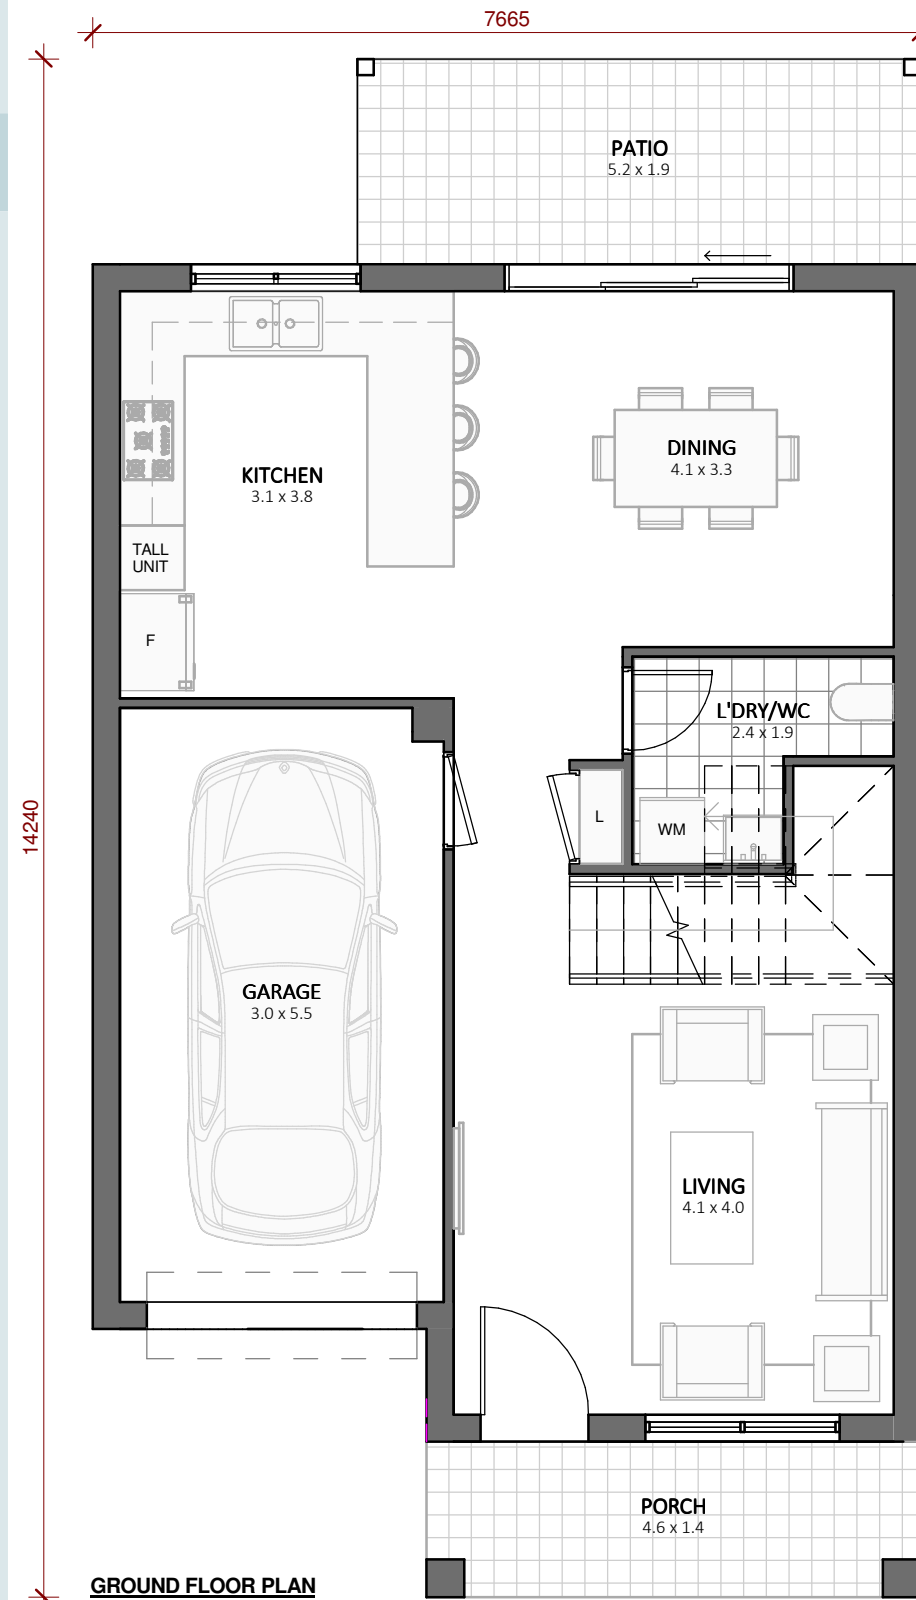 7665
14240
PATIO
5.2 x 1.9
KITCHEN
3.1 x 3.8
DINING
4.1 x 3.3
TALL
UNIT
F
L'DRY/WC
2.4 x 1.9
L
WM
GARAGE
3.0 x 5.5
LIVING
4.1 x 4.0
PORCH
4.6 x 1.4
GROUND FLOOR PLAN